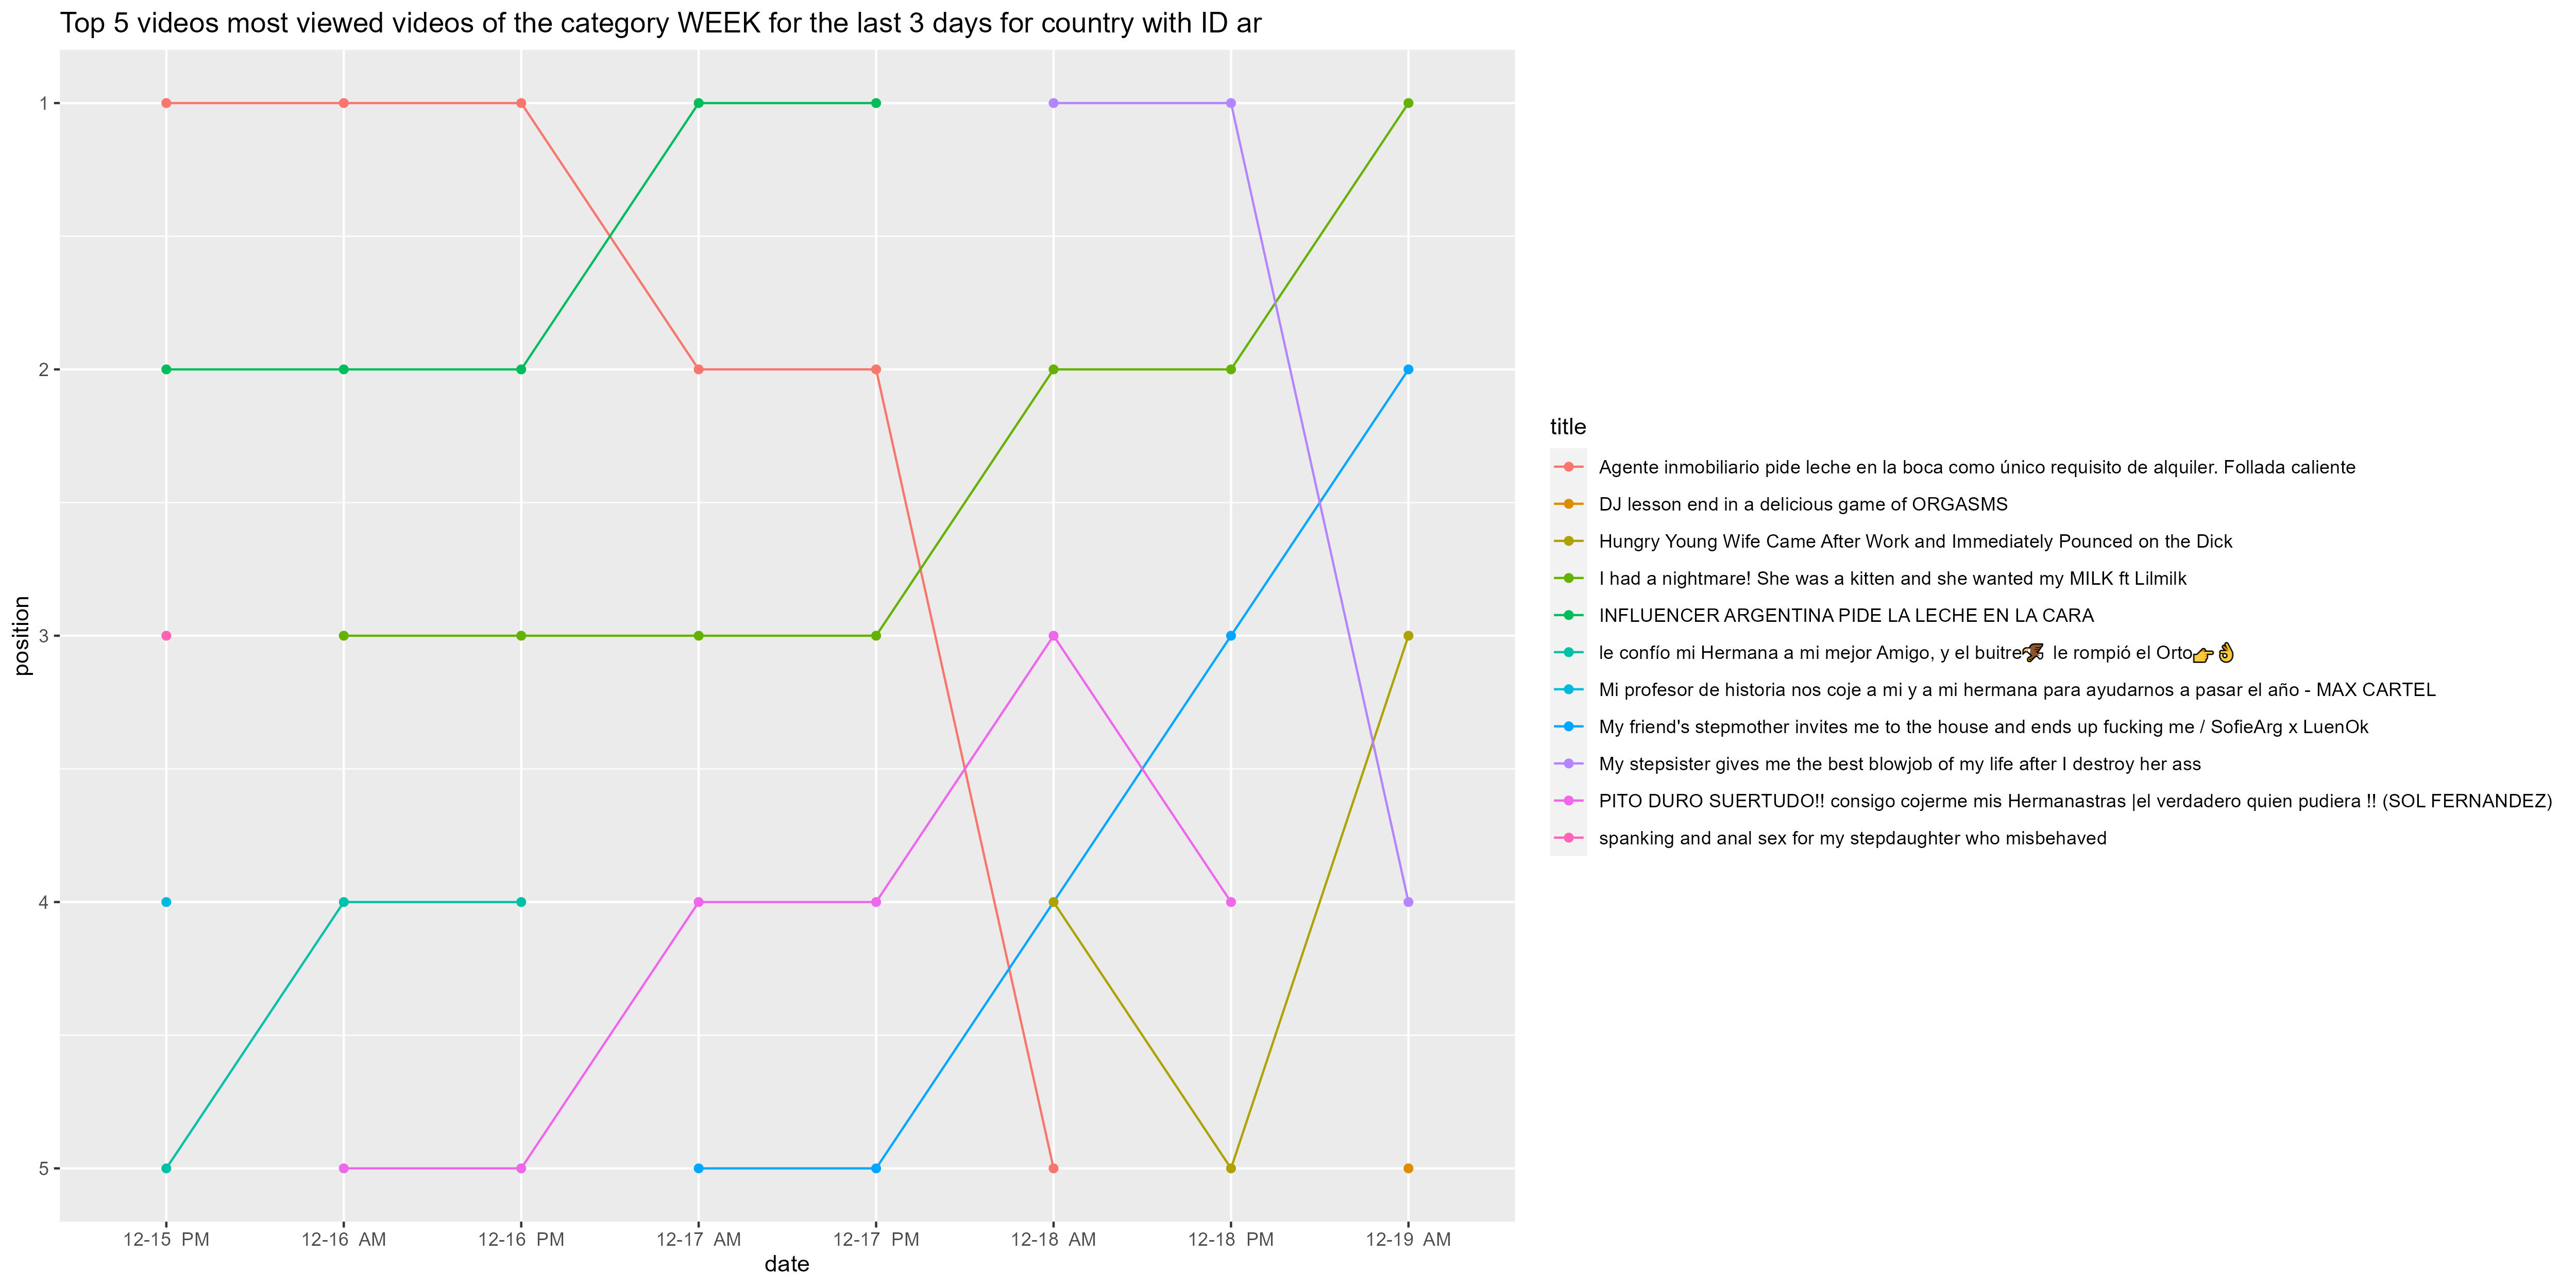 Top 5 videos most viewed videos of the category WEEK for the last 3 days for country with ID ar
position
1
2
3
4
5
12-15 PM
12-16 AM
12-16 PM
12-17 AM
12-17 PM
12-18 AM
12-18 PM
12-19 AM
date
title
Agente inmobiliario pide leche en la boca como único requisito de alquiler. Follada caliente
DJ lesson end in a delicious game of ORGASMS
Hungry Young Wife Came After Work and Immediately Pounced on the Dick
I had a nightmare! She was a kitten and she wanted my MILK ft Lilmilk
INFLUENCER ARGENTINA PIDE LA LECHE EN LA CARA
le confío mi Hermana a mi mejor Amigo, y el buitre🦅 le rompió el Orto👉👌
Mi profesor de historia nos coje a mi y a mi hermana para ayudarnos a pasar el año - MAX CARTEL
My friend's stepmother invites me to the house and ends up fucking me / SofieArg x LuenOk
My stepsister gives me the best blowjob of my life after I destroy her ass
PITO DURO SUERTUDO!! consigo cojerme mis Hermanastras |el verdadero quien pudiera !! (SOL FERNANDEZ)
spanking and anal sex for my stepdaughter who misbehaved